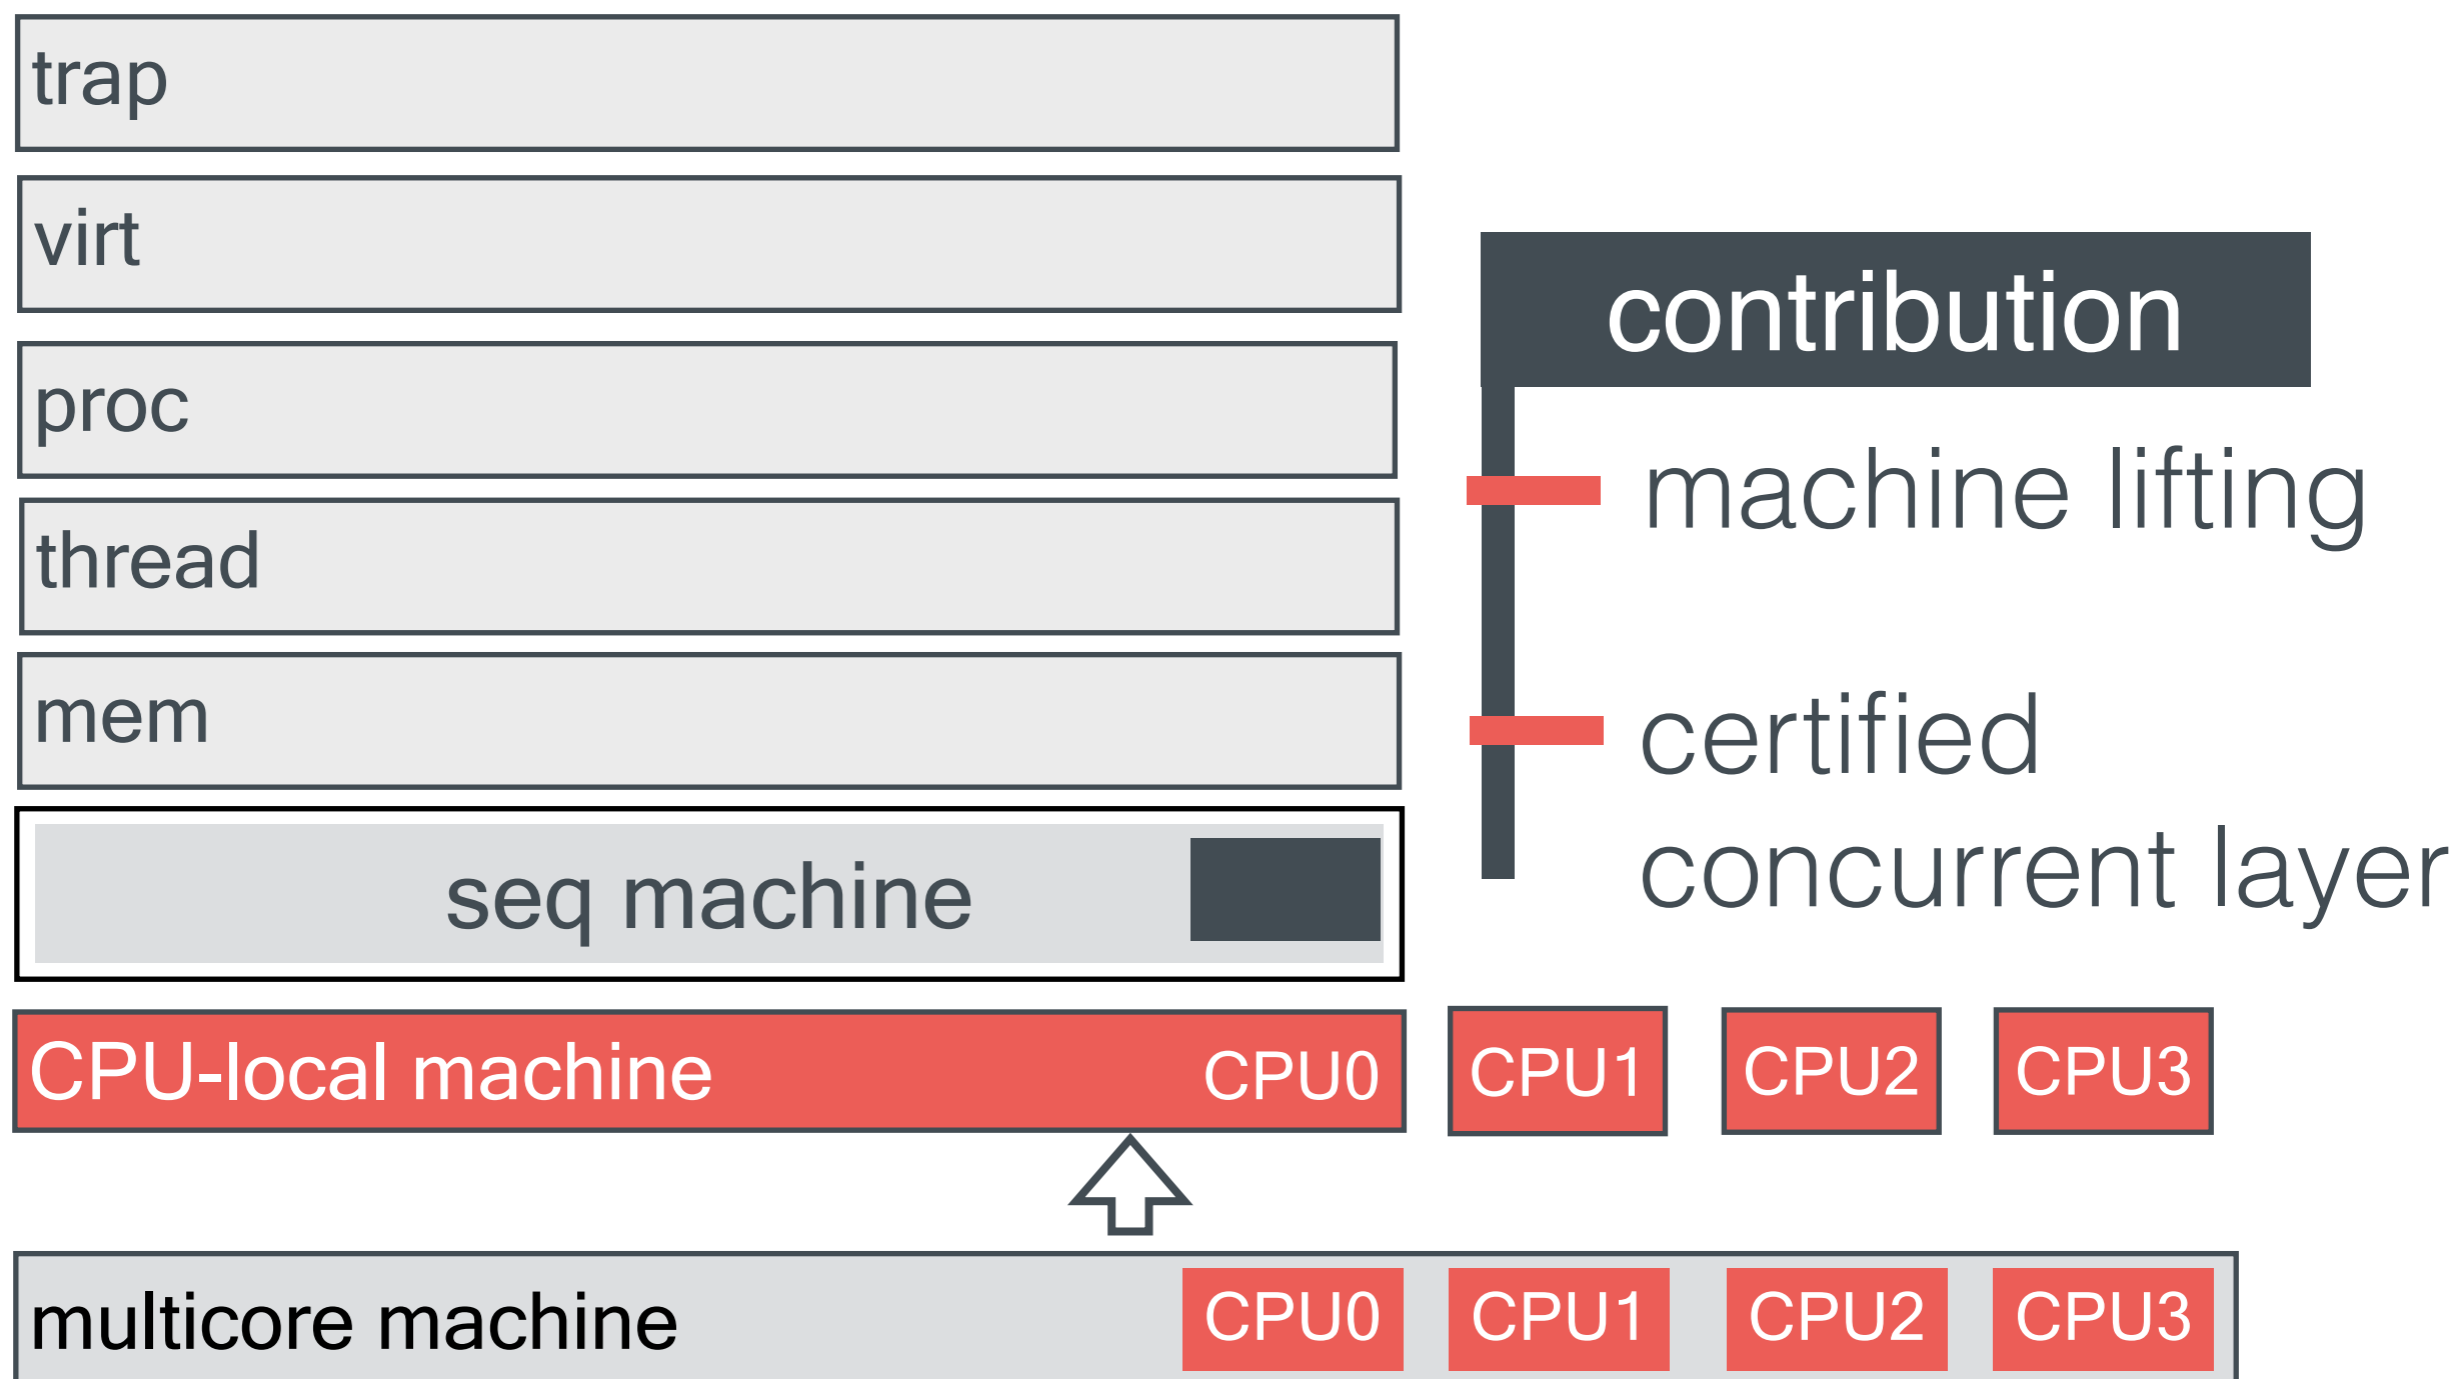 trap
virt
proc
thread
mem
seq machine
contribution
machine lifting
certified
concurrent layer
CPU-local machine CPU0 CPU1 CPU2 CPU3
multicore machine CPU0 CPU1 CPU2 CPU3